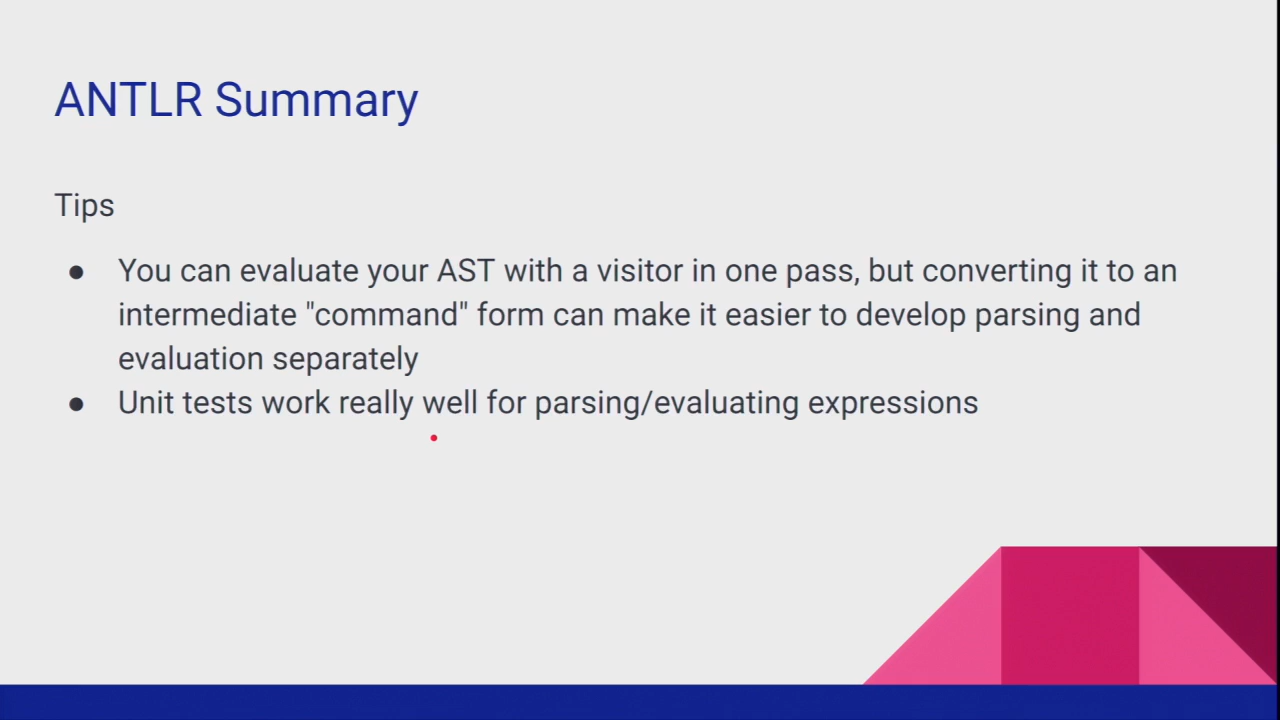 ANTLR Summary
Tips
● You can evaluate your AST with a visitor in one pass, but converting it to an
intermediate "command" form can make it easier to develop parsing and
evaluation separately
● Unit tests work really well for parsing/evaluating expressions